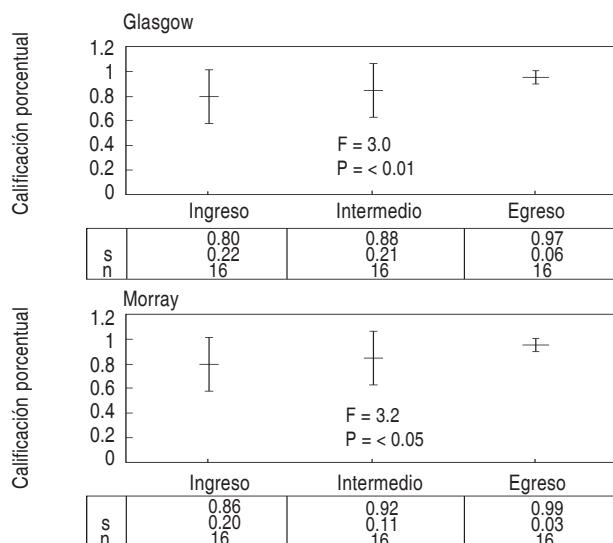 Glasgow
Calificación porcentual
1.2
1
0.8
0.6
0.4
0.2
0
F = 3.0
P = < 0.01
Ingreso Intermedio Egreso
0.80 0.88 0.97
s 0.22 0.21 0.06
n 16 16 16
Morray
Calificación porcentual
1.2
1
0.8
0.6
0.4
0.2
0
F = 3.2
P = < 0.05
Ingreso Intermedio Egreso
0.86 0.92 0.99
s 0.20 0.11 0.03
n 16 16 16